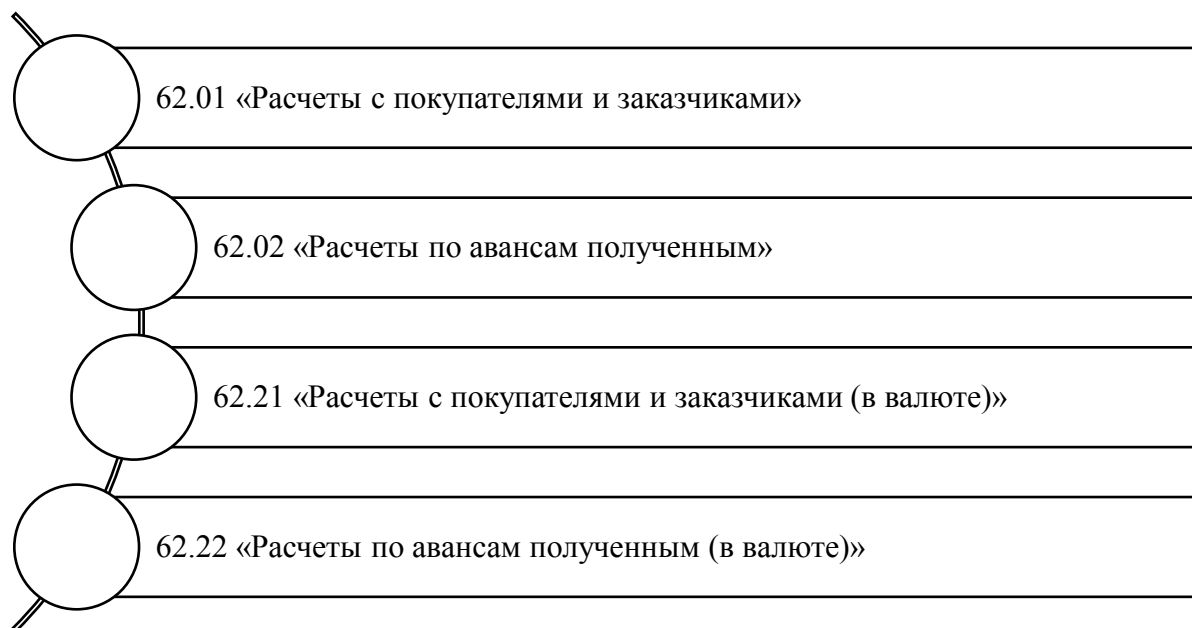 62.01 «Расчеты с покупателями и заказчиками»
62.02 «Расчеты по авансам полученным»
62.21 «Расчеты с покупателями и заказчиками (в валюте)»
62.22 «Расчеты по авансам полученным (в валюте)»